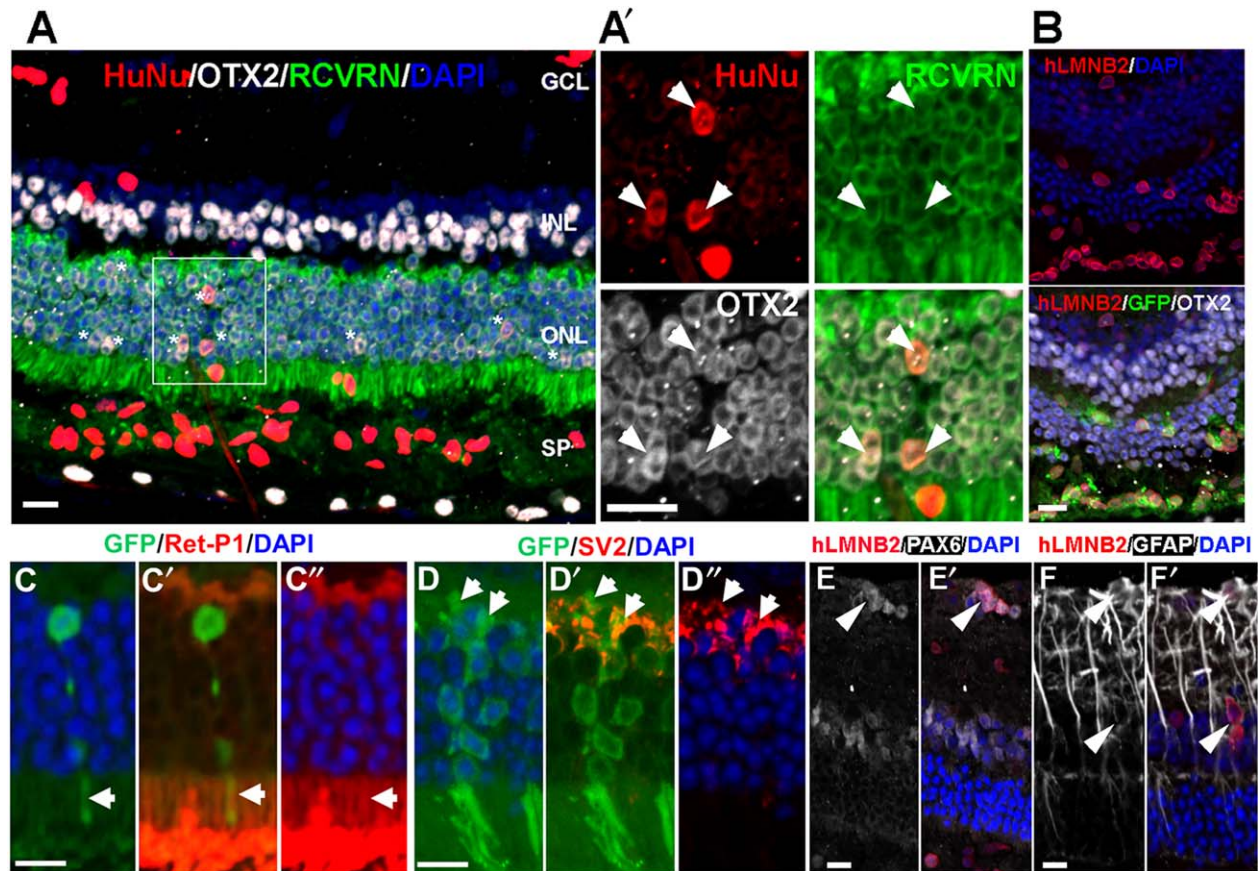 A
HuNu/OTX2/RCVRN/DAPI
GCL
INL
ONL
SP
A′
HuNu
RCVRN
OTX2
B
hLMNB2/DAPI
hLMNB2/GFP/OTX2
GFP/Ret-P1/DAPI
C
C′
C″
GFP/SV2/DAPI
D
D′
D″
hLMNB2/PAX6/DAPI
E
E′
hLMNB2/GFAP/DAPI
F
F′